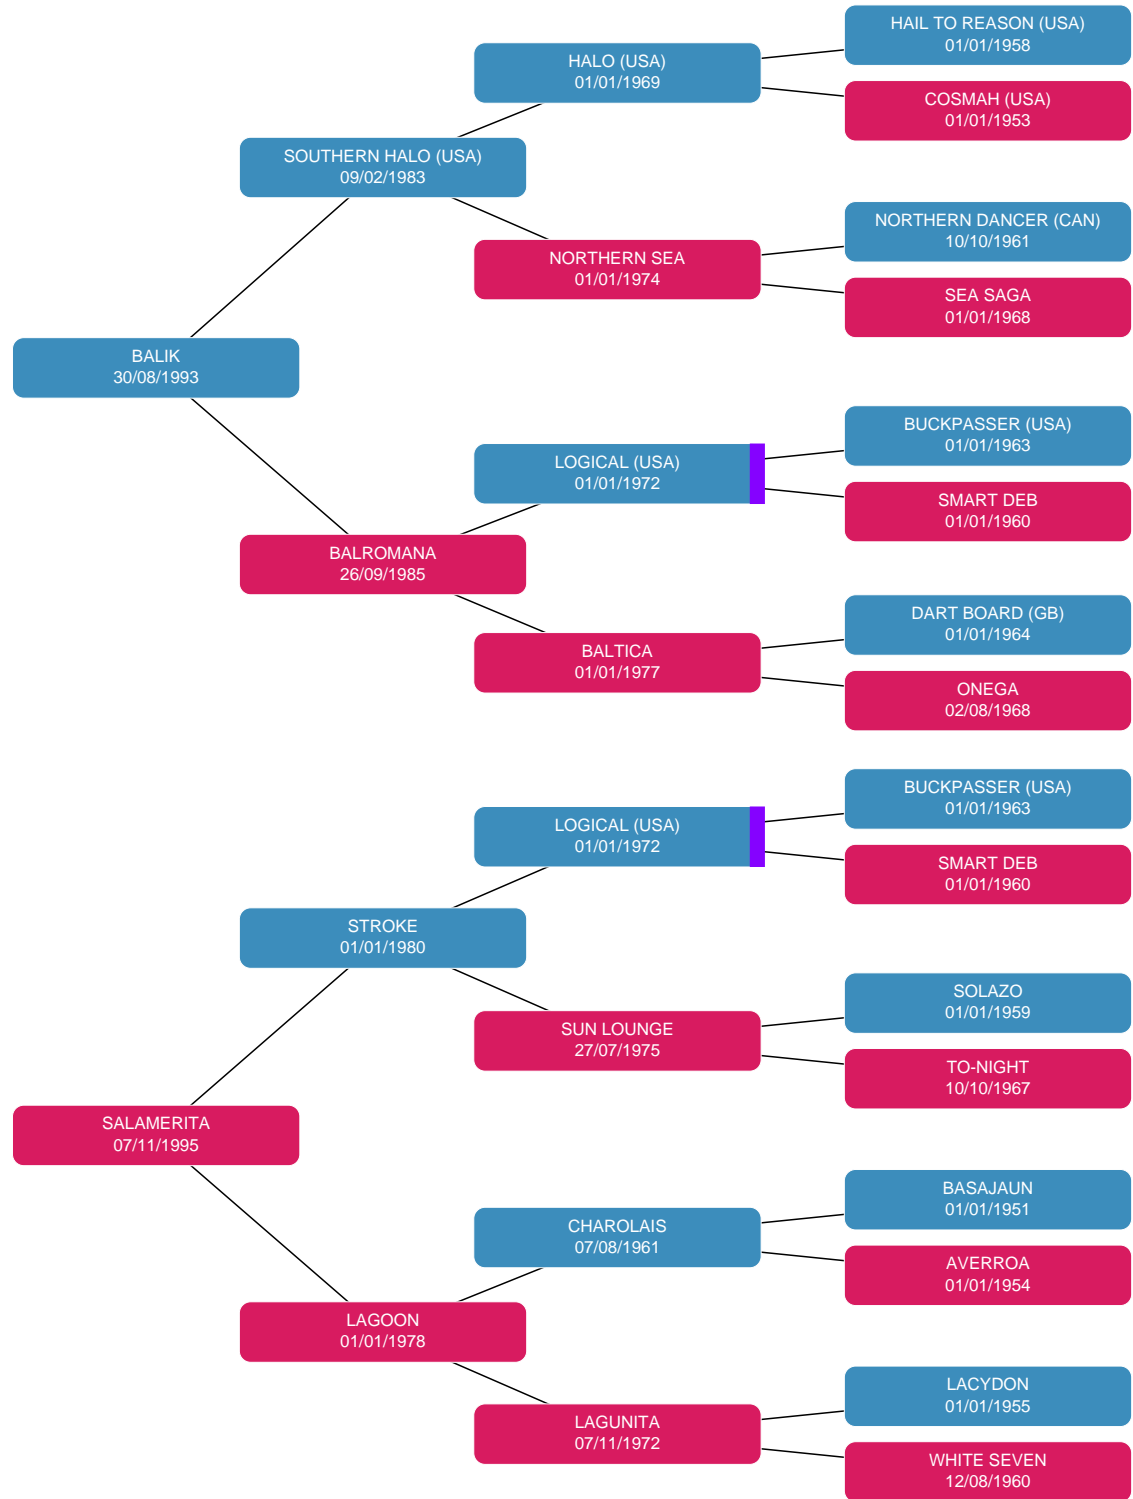 HAIL TO REASON (USA)
01/01/1958
HALO (USA)
01/01/1969
COSMAH (USA)
01/01/1953
SOUTHERN HALO (USA)
09/02/1983
NORTHERN DANCER (CAN)
10/10/1961
NORTHERN SEA
01/01/1974
SEA SAGA
01/01/1968
BALIK
30/08/1993
BUCKPASSER (USA)
01/01/1963
LOGICAL (USA)
01/01/1972
SMART DEB
01/01/1960
BALROMANA
26/09/1985
DART BOARD (GB)
01/01/1964
BALTICA
01/01/1977
ONEGA
02/08/1968
BUCKPASSER (USA)
01/01/1963
LOGICAL (USA)
01/01/1972
SMART DEB
01/01/1960
STROKE
01/01/1980
SOLAZO
01/01/1959
SUN LOUNGE
27/07/1975
TO-NIGHT
10/10/1967
SALAMERITA
07/11/1995
BASAJAUN
01/01/1951
CHAROLAIS
07/08/1961
AVERROA
01/01/1954
LAGOON
01/01/1978
LACYDON
01/01/1955
LAGUNITA
07/11/1972
WHITE SEVEN
12/08/1960